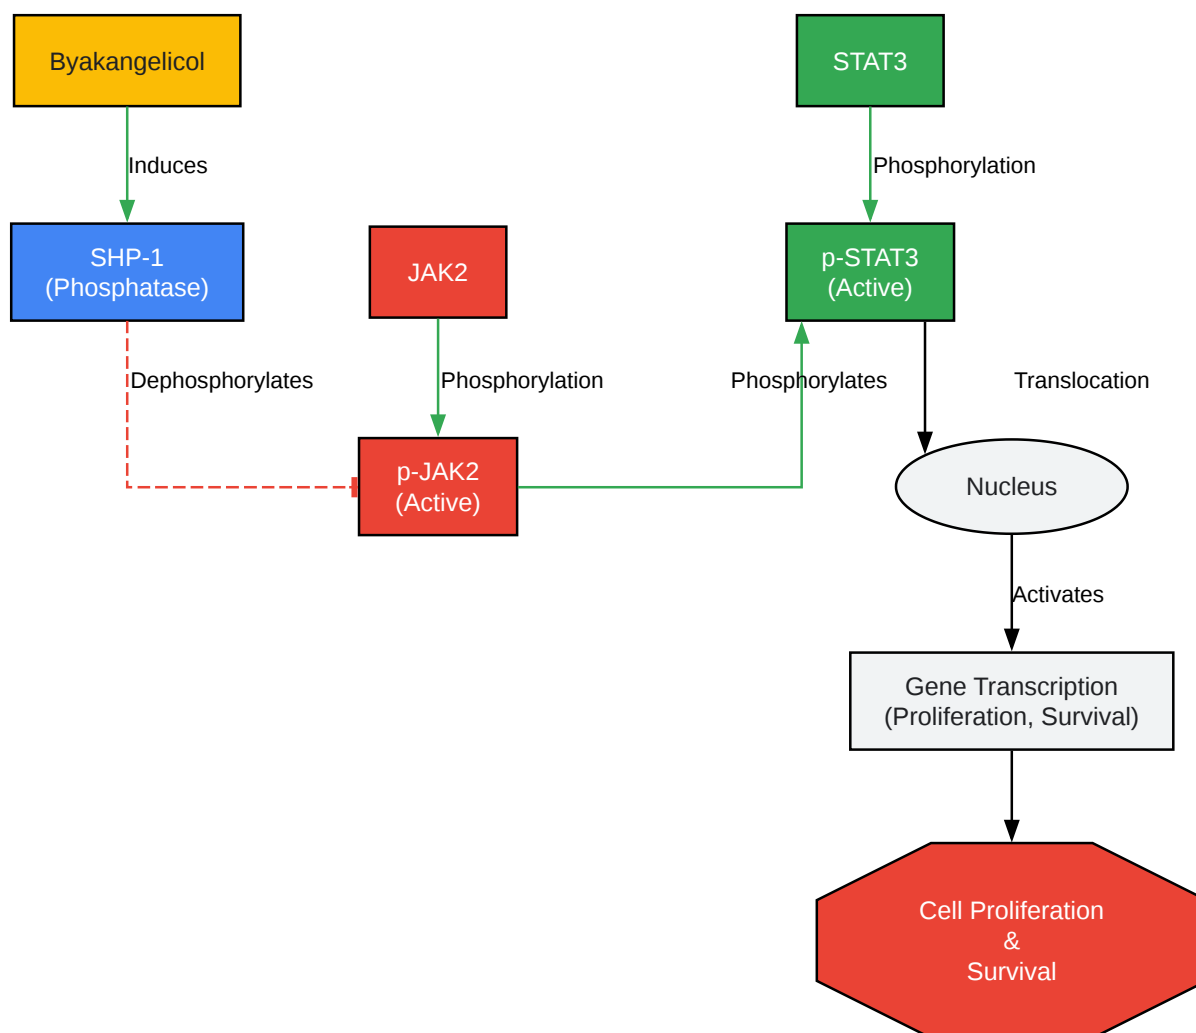 Byakangelicol
STAT3
Induces
Phosphorylation
SHP-1
(Phosphatase)
JAK2
p-STAT3
(Active)
Dephosphorylates
Phosphorylation
Phosphorylates
Translocation
p-JAK2
(Active)
Nucleus
Activates
Gene Transcription
(Proliferation, Survival)
Cell Proliferation
&
Survival